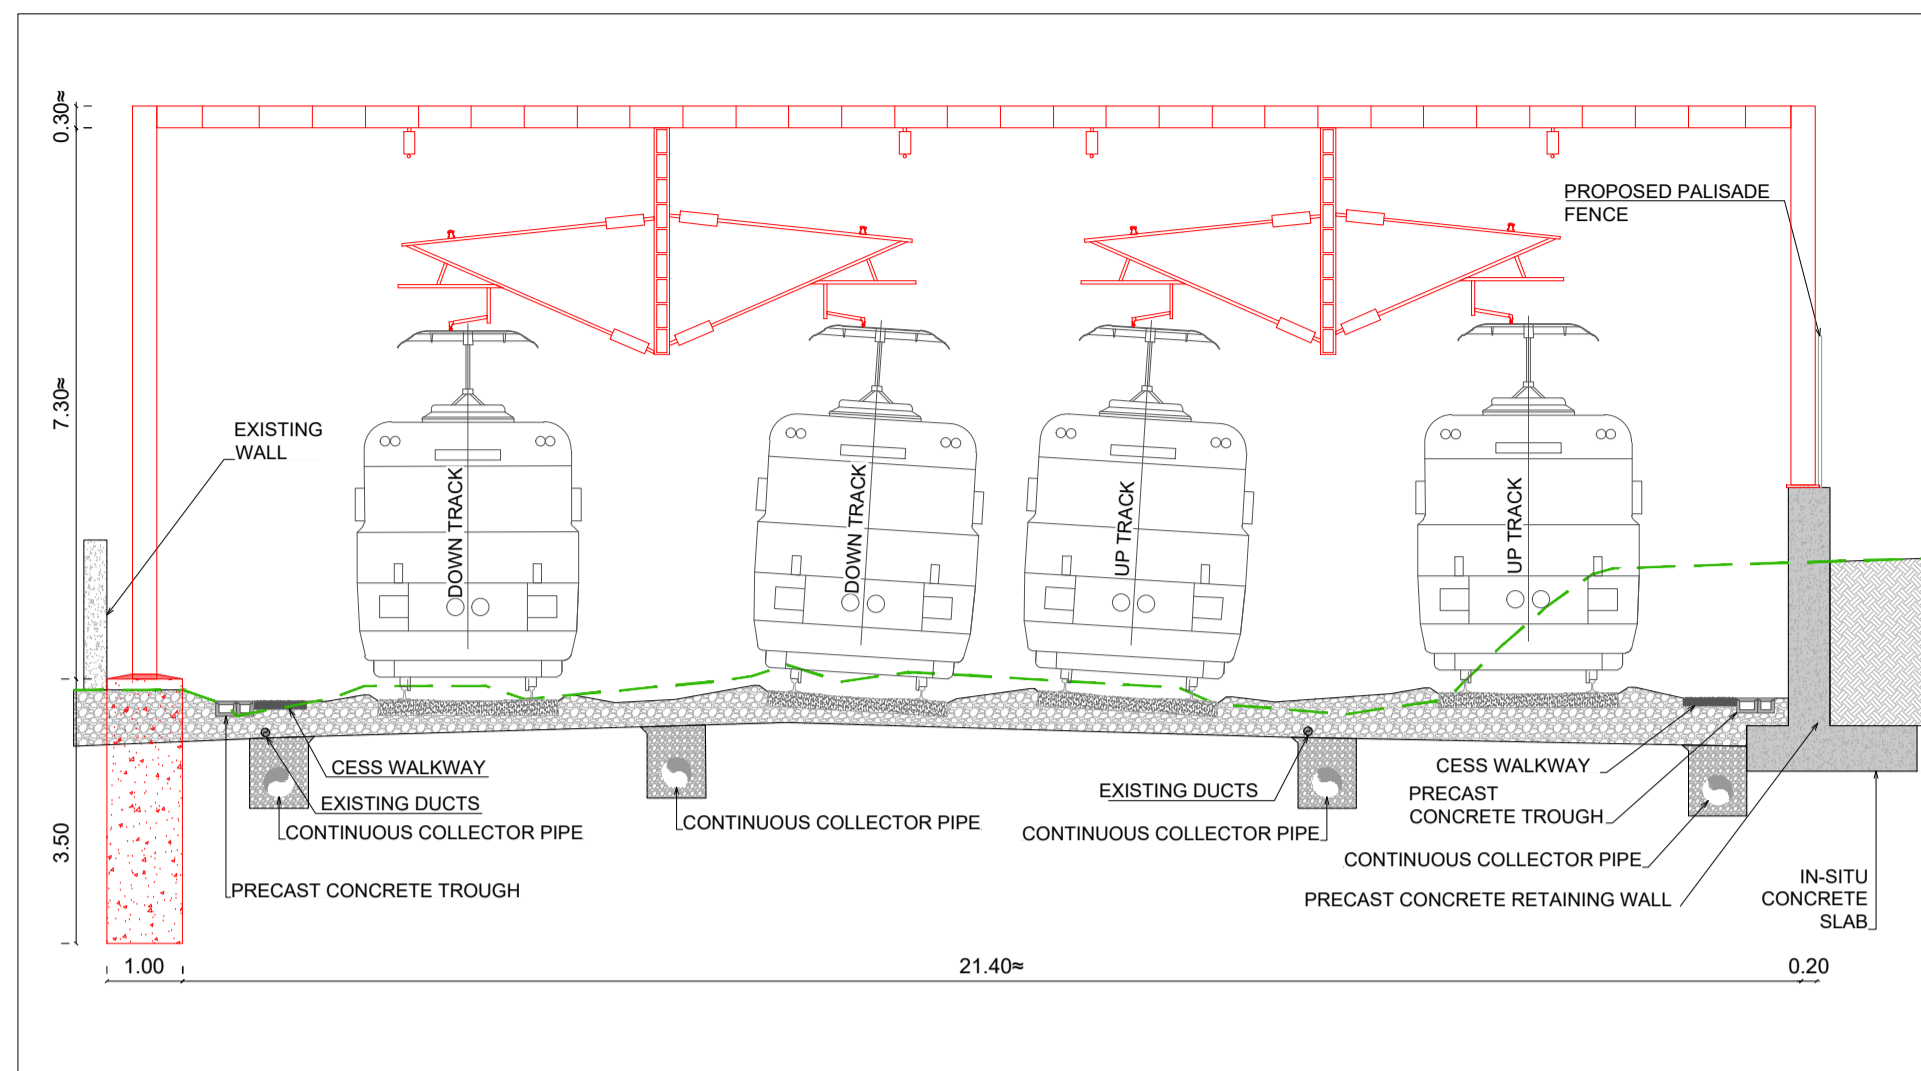 0.30≈
PROPOSED PALISADE
FENCE
7.30≈
EXISTING
WALL
DOWN TRACK
DOWN TRACK
UP TRACK
UP TRACK
CESS WALKWAY
EXISTING DUCTS
CONTINUOUS COLLECTOR PIPE
CONTINUOUS COLLECTOR PIPE
EXISTING DUCTS
CONTINUOUS COLLECTOR PIPE
CESS WALKWAY
PRECAST
CONCRETE TROUGH
CONTINUOUS COLLECTOR PIPE
3.50
PRECAST CONCRETE TROUGH
PRECAST CONCRETE RETAINING WALL
IN-SITU
CONCRETE
SLAB
1.00
21.40≈
0.20